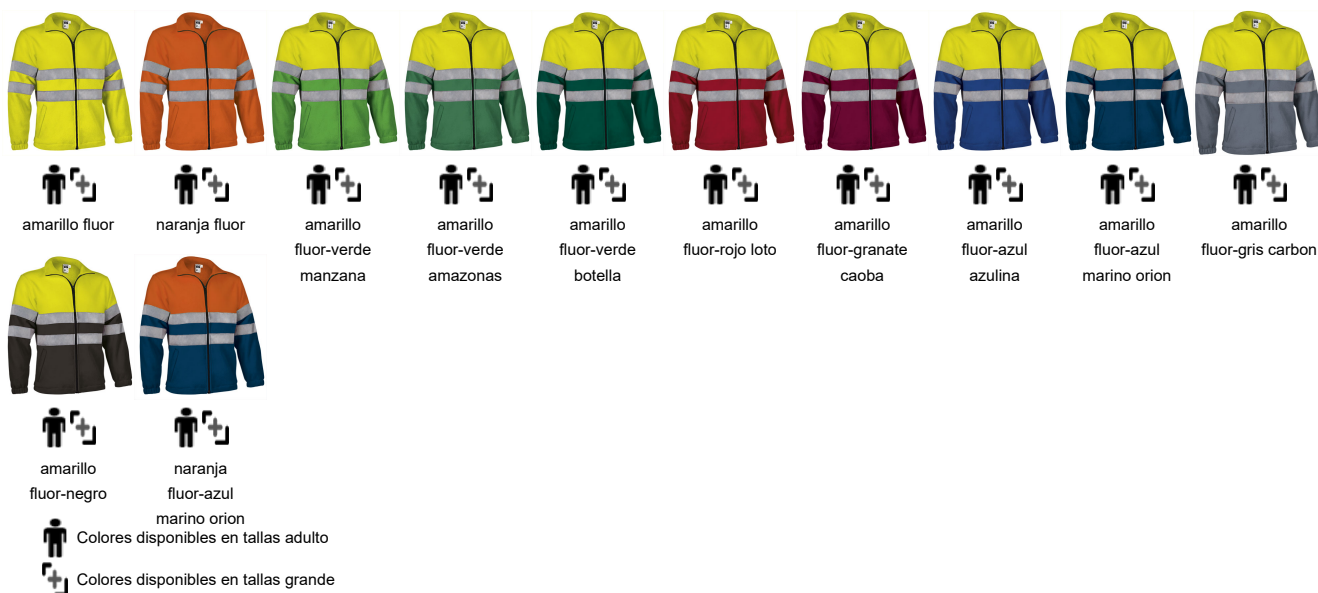 amarillo fluor
naranja fluor
amarillo
fluor-verde
manzana
amarillo
fluor-verde
amazonas
amarillo
fluor-verde
botella
amarillo
fluor-rojo loto
amarillo
fluor-granate
caoba
amarillo
fluor-azul
azulina
amarillo
fluor-azul
marino orion
amarillo
fluor-gris carbon
amarillo
fluor-negro
naranja
fluor-azul
marino orion
Colores disponibles en tallas adulto
Colores disponibles en tallas grande